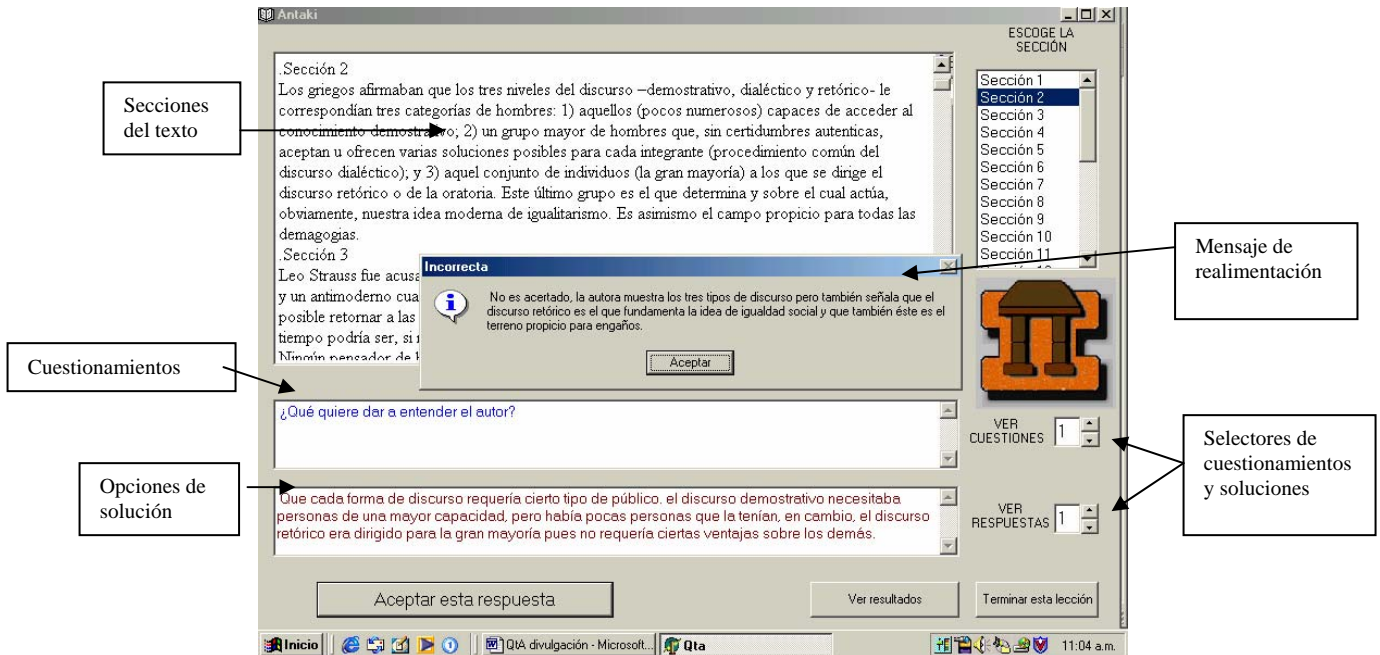 Antaki
ESCOGE LA
SECCIÓN
.Sección 2
Los griegos afirmaban que los tres niveles del discurso –demostrativo, dialéctico y retórico- le
correspondían tres categorías de hombres: 1) aquellos (pocos numerosos) capaces de acceder al
conocimiento demostrativo; 2) un grupo mayor de hombres que, sin certidumbres autenticas,
aceptan u ofrecen varias soluciones posibles para cada integrante (procedimiento común del
discurso dialéctico); y 3) aquel conjunto de individuos (la gran mayoría) a los que se dirige el
discurso retórico o de la oratoria. Este último grupo es el que determina y sobre el cual actúa,
obviamente, nuestra idea moderna de igualitarismo. Es asimismo el campo propicio para todas las
demagogias.
.Sección 3
Leo Strauss fue acusa
y un antimoderno cua
posible retornar a las
tiempo podría ser, si
Ningún pensador de
Sección 1
Sección 2
Sección 3
Sección 4
Sección 5
Sección 6
Sección 7
Sección 8
Sección 9
Sección 10
Sección 11
Secciones
del texto
Incorrecta
No es acertado, la autora muestra los tres tipos de discurso pero también señala que el
discurso retórico es el que fundamenta la idea de igualdad social y que también éste es el
terreno propicio para engaños.
Aceptar
Mensaje de
realimentación
Cuestionamientos
¿Qué quiere dar a entender el autor?
VER
CUESTIONES 1
Opciones de
solución
Que cada forma de discurso requería cierto tipo de público. el discurso demostrativo necesitaba
personas de una mayor capacidad, pero había pocas personas que la tenían, en cambio, el discurso
retórico era dirigido para la gran mayoría pues no requería ciertas ventajas sobre los demás.
VER
RESPUESTAS 1
Selectores de
cuestionamientos
y soluciones
Aceptar esta respuesta
Ver resultados
Terminar esta lección
Inicio
QtA divulgación - Microsoft...
Qta
11:04 a.m.